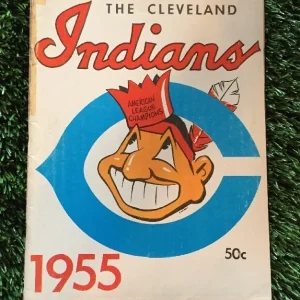 THE CLEVELAND
Indians
AMERICAN
LEAGUE
CHAMPIONS
50c
1955